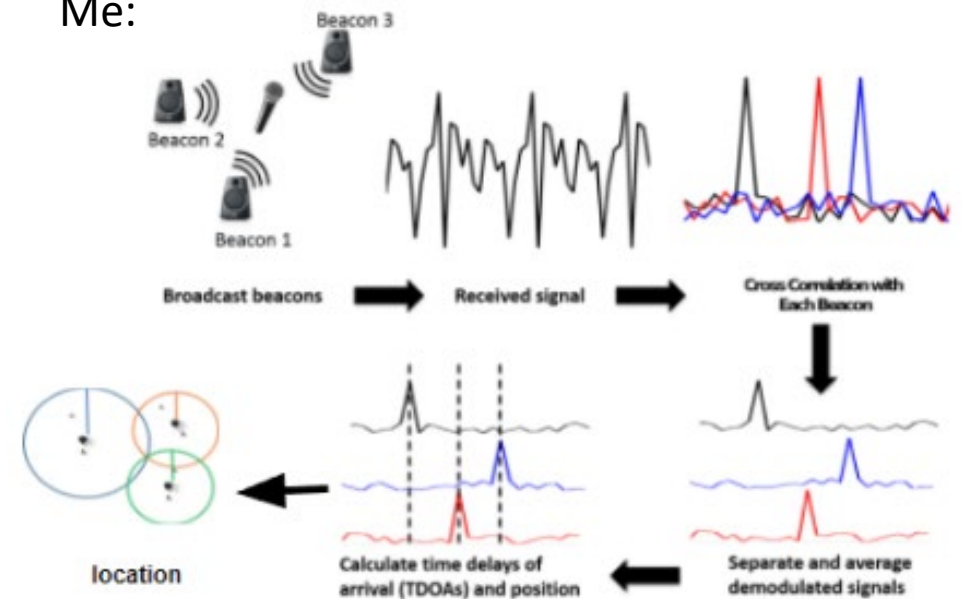 Me:
Beacon 3
Beacon 2
Beacon 1
Broadcast beacons
Received signal
Cross Correlation with
Each Beacon
Separate and average
demodulated signals
Calculate time delays of
arrival (TDOAs) and position
location